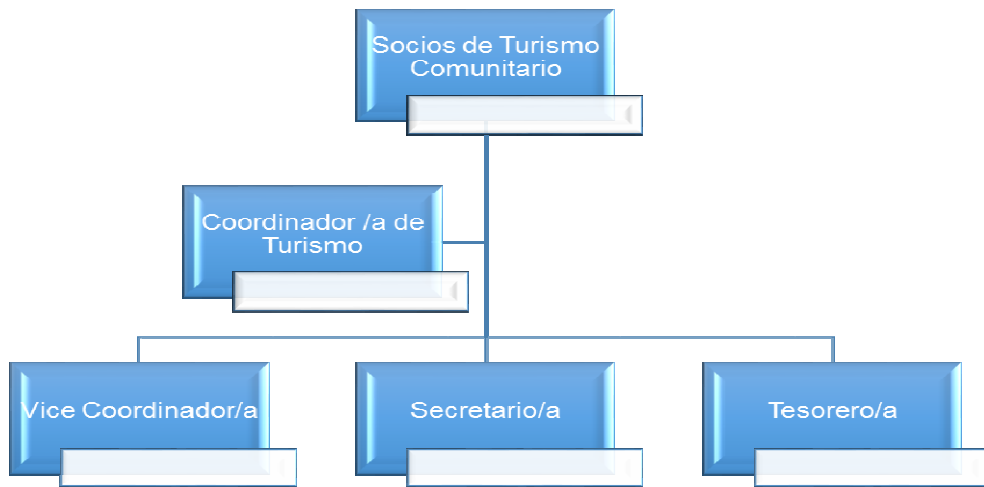 Socios de Turismo
Comunitario
Coordinador /a de
Turismo
Vice Coordinador/a
Secretario/a
Tesorero/a